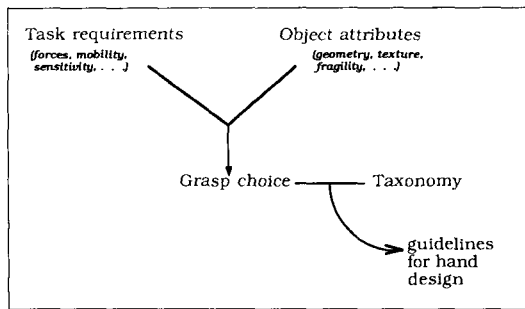 Task requirements
(forces, mobility,
sensitivity, . . .)
Object attributes
(geometry, texture,
fragility, . . .)
Grasp choice
Taxonomy
guidelines
for hand
design